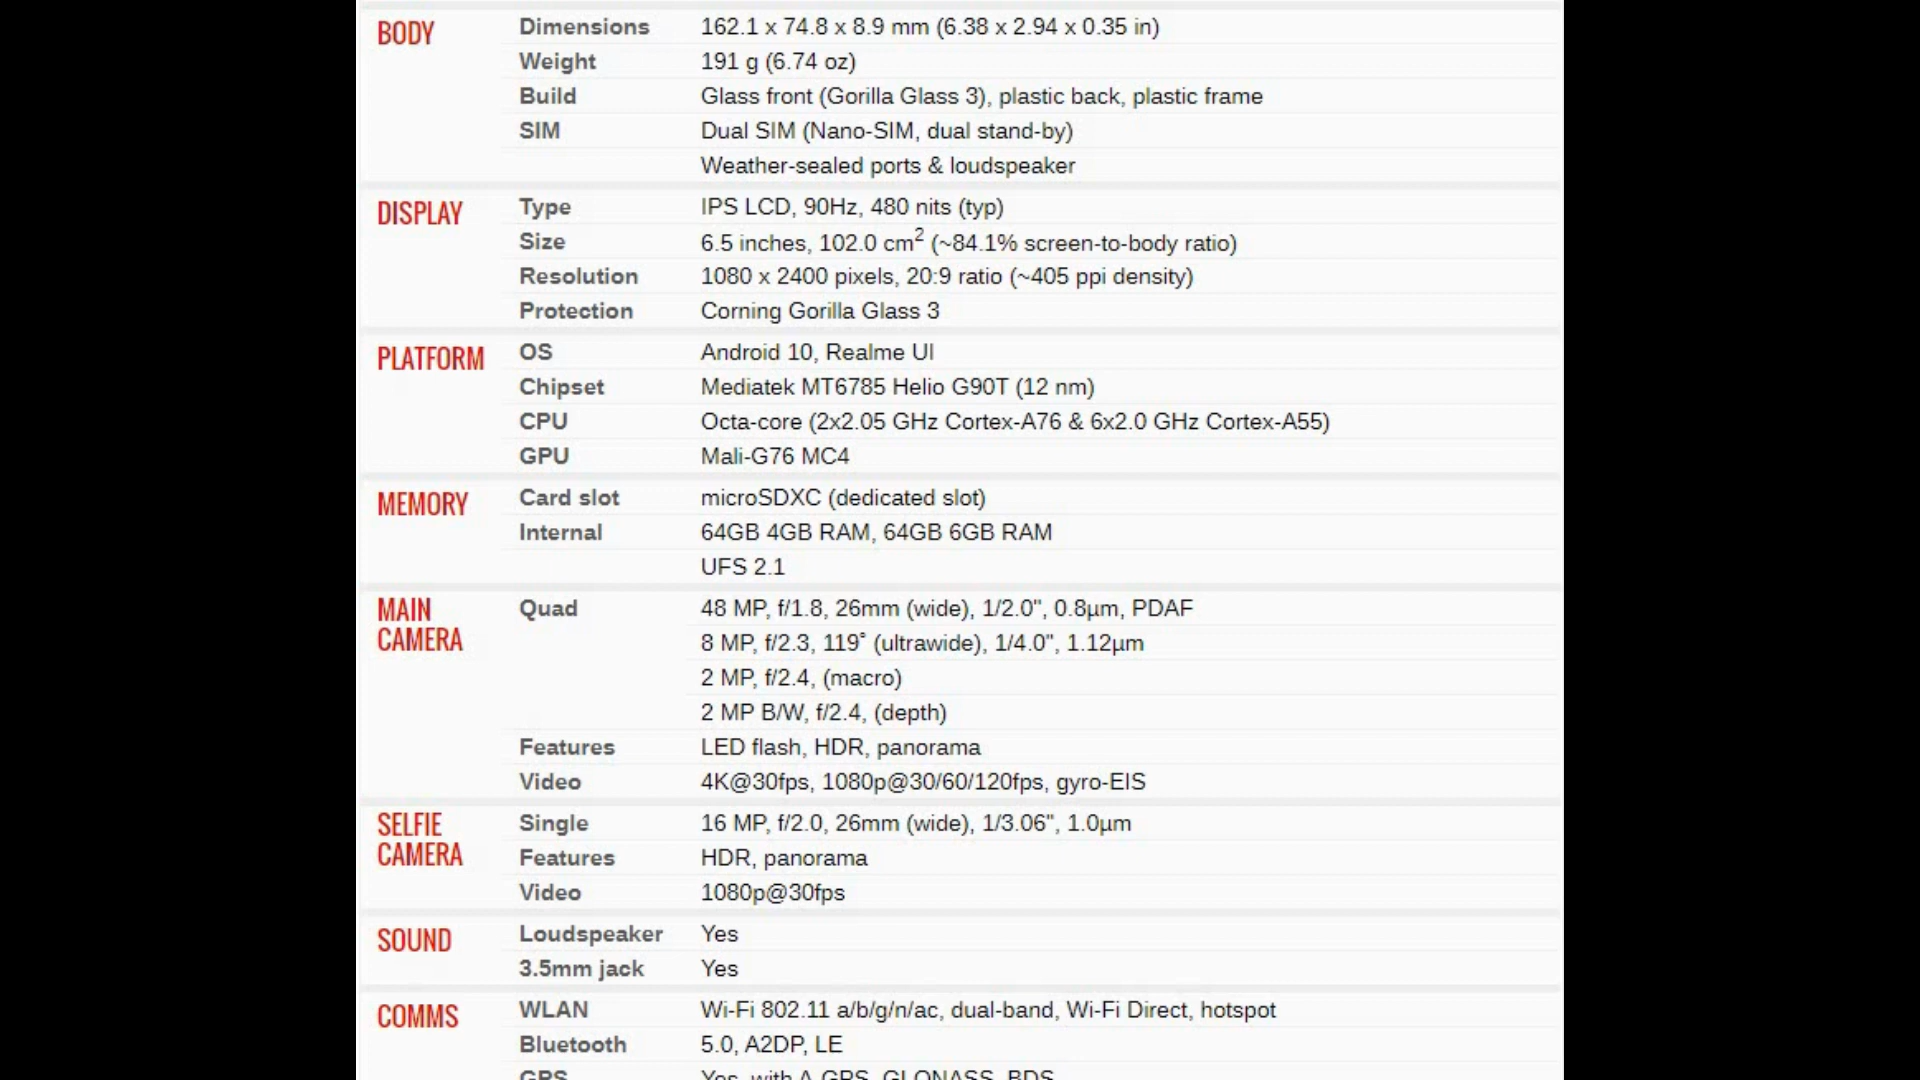 BODY Dimensions 162.1 x 74.8 x 8.9 mm (6.38 x 2.94 x 0.35 in)
Weight 191 g (6.74 oz)
Build Glass front (Gorilla Glass 3), plastic back, plastic frame
SIM Dual SIM (Nano-SIM, dual stand-by)
Weather-sealed ports & loudspeaker
DISPLAY Type IPS LCD, 90Hz, 480 nits (typ)
Size 6.5 inches, 102.0 cm2 (~84.1% screen-to-body ratio)
Resolution 1080 x 2400 pixels, 20:9 ratio (~405 ppi density)
Protection Corning Gorilla Glass 3
PLATFORM OS Android 10, Realme UI
Chipset Mediatek MT6785 Helio G90T (12 nm)
CPU Octa-core (2x2.05 GHz Cortex-A76 & 6x2.0 GHz Cortex-A55)
GPU Mali-G76 MC4
MEMORY Card slot microSDXC (dedicated slot)
Internal 64GB 4GB RAM, 64GB 6GB RAM
UFS 2.1
MAIN CAMERA Quad 48 MP, f/1.8, 26mm (wide), 1/2.0", 0.8µm, PDAF
8 MP, f/2.3, 119˚ (ultrawide), 1/4.0", 1.12µm
2 MP, f/2.4, (macro)
2 MP B/W, f/2.4, (depth)
Features LED flash, HDR, panorama
Video 4K@30fps, 1080p@30/60/120fps, gyro-EIS
SELFIE CAMERA Single 16 MP, f/2.0, 26mm (wide), 1/3.06", 1.0µm
Features HDR, panorama
Video 1080p@30fps
SOUND Loudspeaker Yes
3.5mm jack Yes
COMMS WLAN Wi-Fi 802.11 a/b/g/n/ac, dual-band, Wi-Fi Direct, hotspot
Bluetooth 5.0, A2DP, LE
GPS Yes, with A-GPS, GLONASS, BDS